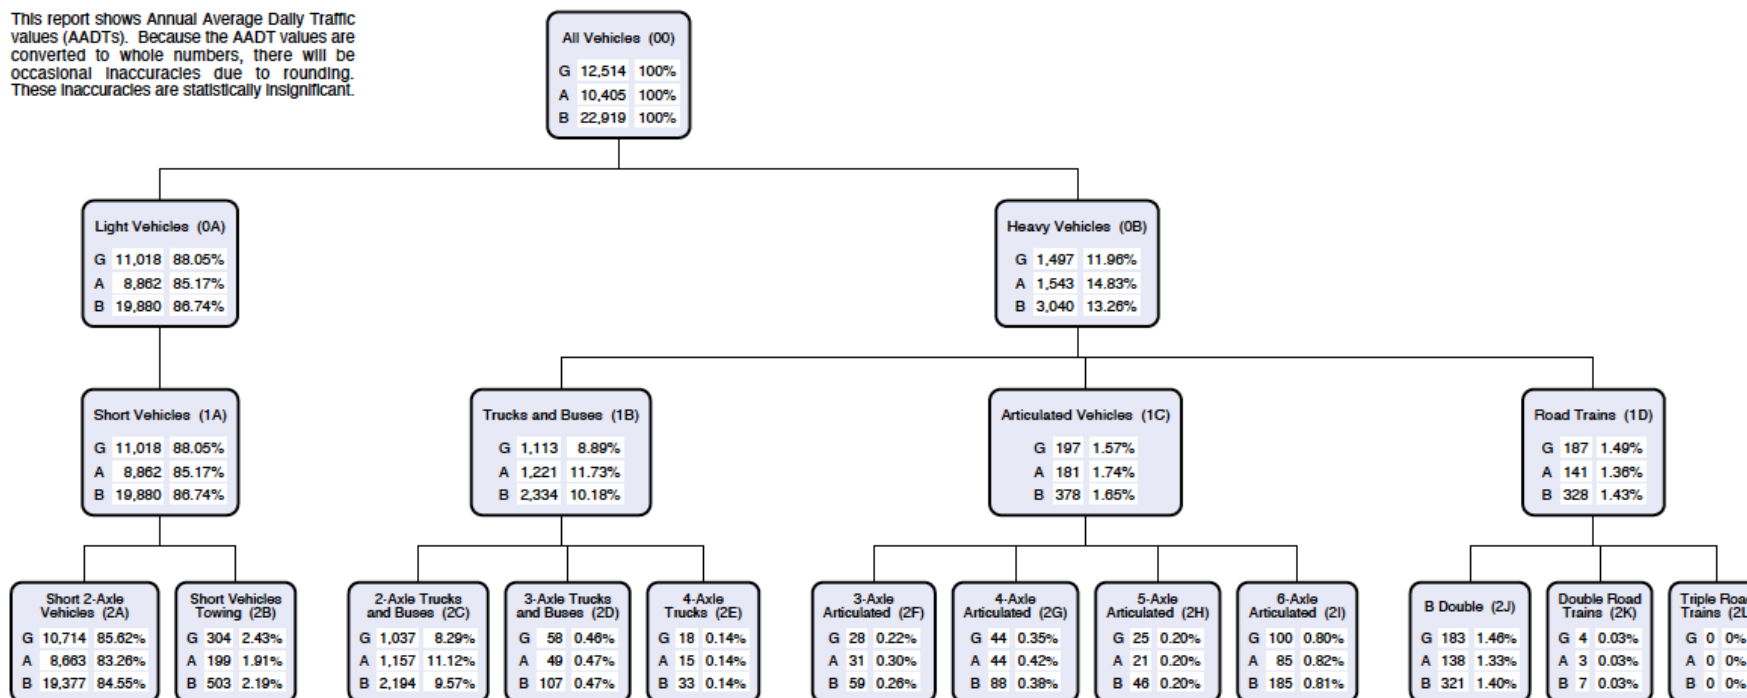 This report shows Annual Average Daily Traffic
values (AADTs). Because the AADT values are
converted to whole numbers, there will be
occasional inaccuracies due to rounding.
These inaccuracies are statistically insignificant.
All Vehicles (00)
G 12,514 100%
A 10,405 100%
B 22,919 100%
Light Vehicles (0A)
G 11,018 88.05%
A 8,862 85.17%
B 19,880 86.74%
Heavy Vehicles (0B)
G 1,497 11.96%
A 1,543 14.83%
B 3,040 13.26%
Short Vehicles (1A)
G 11,018 88.05%
A 8,862 85.17%
B 19,880 86.74%
Trucks and Buses (1B)
G 1,113 8.89%
A 1,221 11.73%
B 2,334 10.18%
Articulated Vehicles (1C)
G 197 1.57%
A 181 1.74%
B 378 1.65%
Road Trains (1D)
G 187 1.49%
A 141 1.36%
B 328 1.43%
Short 2-Axle
Vehicles (2A)
G 10,714 85.62%
A 8,663 83.26%
B 19,377 84.55%
Short Vehicles
Towing (2B)
G 304 2.43%
A 199 1.91%
B 503 2.19%
2-Axle Trucks
and Buses (2C)
G 1,037 8.29%
A 1,157 11.12%
B 2,194 9.57%
3-Axle Trucks
and Buses (2D)
G 58 0.46%
A 49 0.47%
B 107 0.47%
4-Axle
Trucks (2E)
G 18 0.14%
A 15 0.14%
B 33 0.14%
3-Axle
Articulated (2F)
G 28 0.22%
A 31 0.30%
B 59 0.26%
4-Axle
Articulated (2G)
G 44 0.35%
A 44 0.42%
B 88 0.38%
5-Axle
Articulated (2H)
G 25 0.20%
A 21 0.20%
B 46 0.20%
6-Axle
Articulated (2I)
G 100 0.80%
A 85 0.82%
B 185 0.81%
B Double (2J)
G 183 1.46%
A 138 1.33%
B 321 1.40%
Double Road
Trains (2K)
G 4 0.03%
A 3 0.03%
B 7 0.03%
Triple Road
Trains (2L
G 0 0%
A 0 0%
B 0 0%